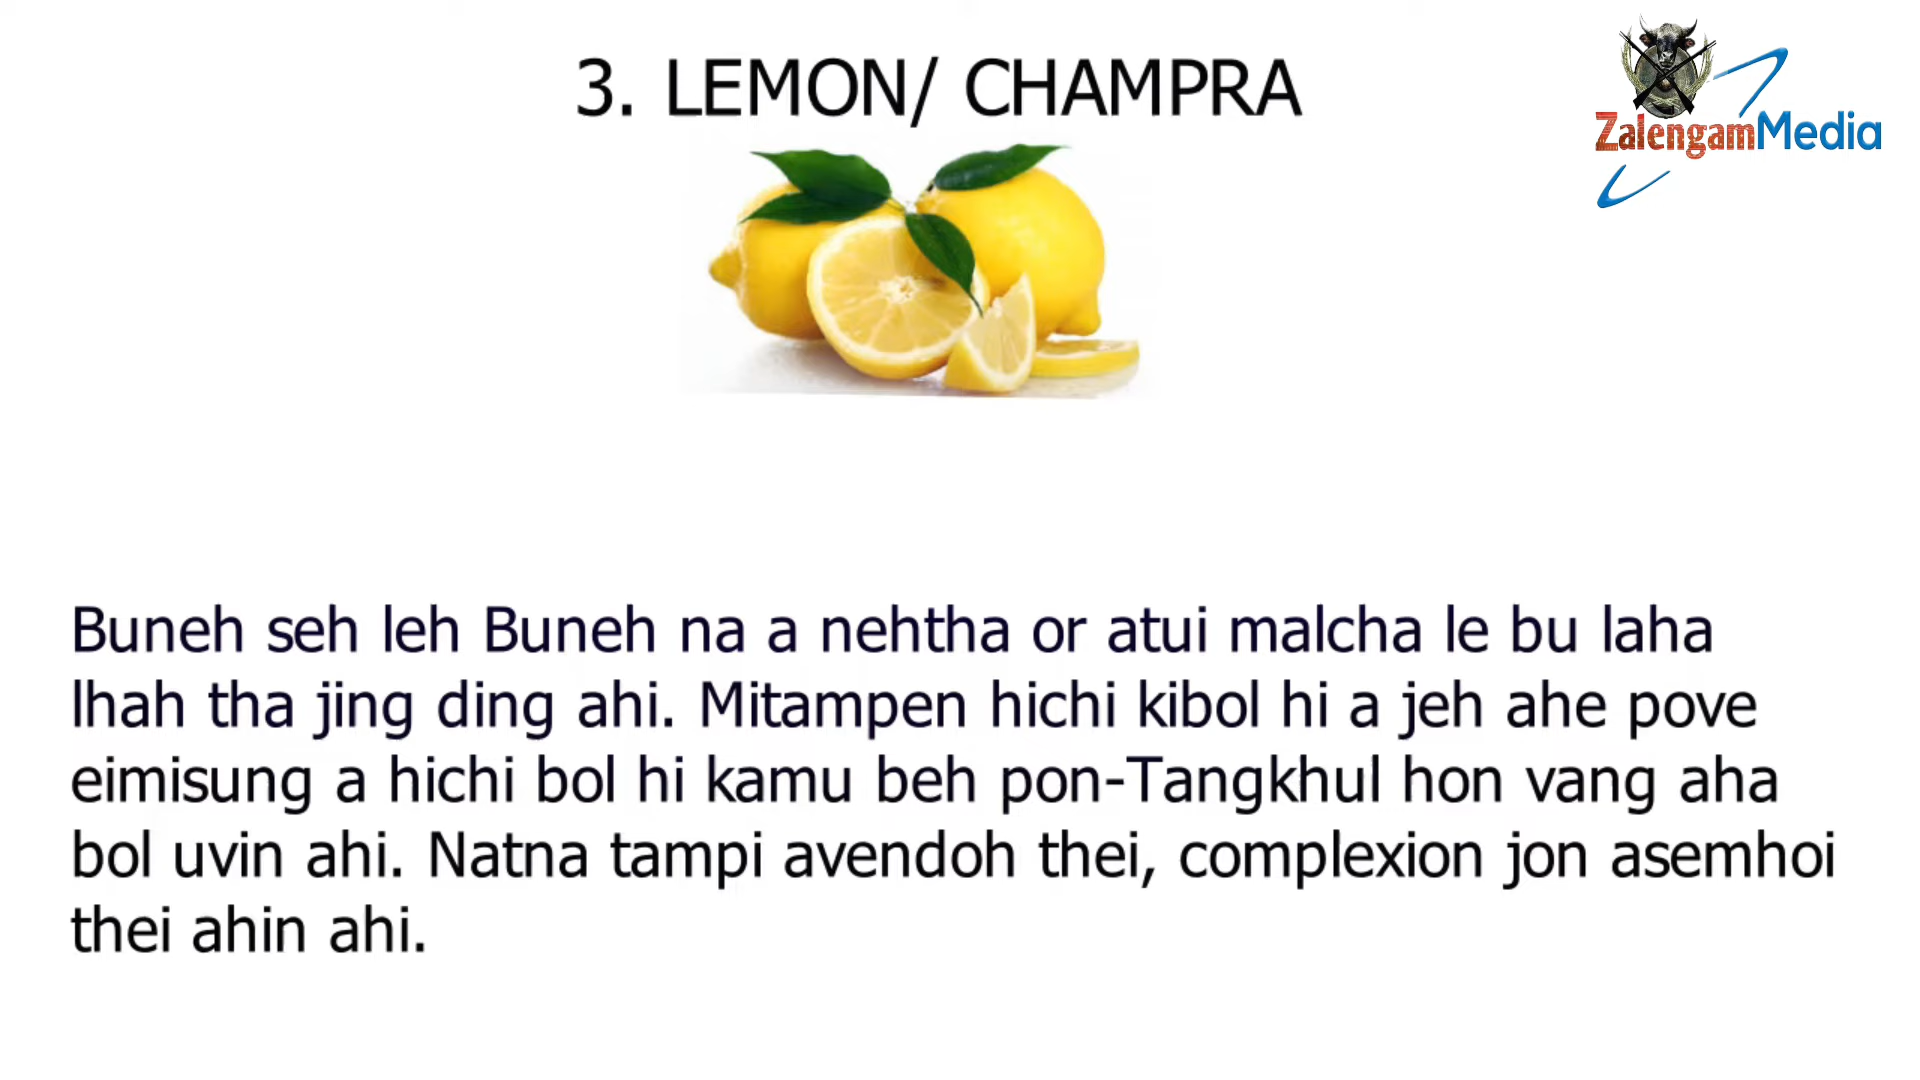 3. LEMON/ CHAMPRA
ZalengamMedia
Buneh seh leh Buneh na a nehtha or atui malcha le bu laha
lhah tha jing ding ahi. Mitampen hichi kibol hi a jeh ahe pove
eimisung a hichi bol hi kamu beh pon-Tangkhul hon vang aha
bol uvin ahi. Natna tampi avendoh thei, complexion jon asemhoi
thei ahin ahi.